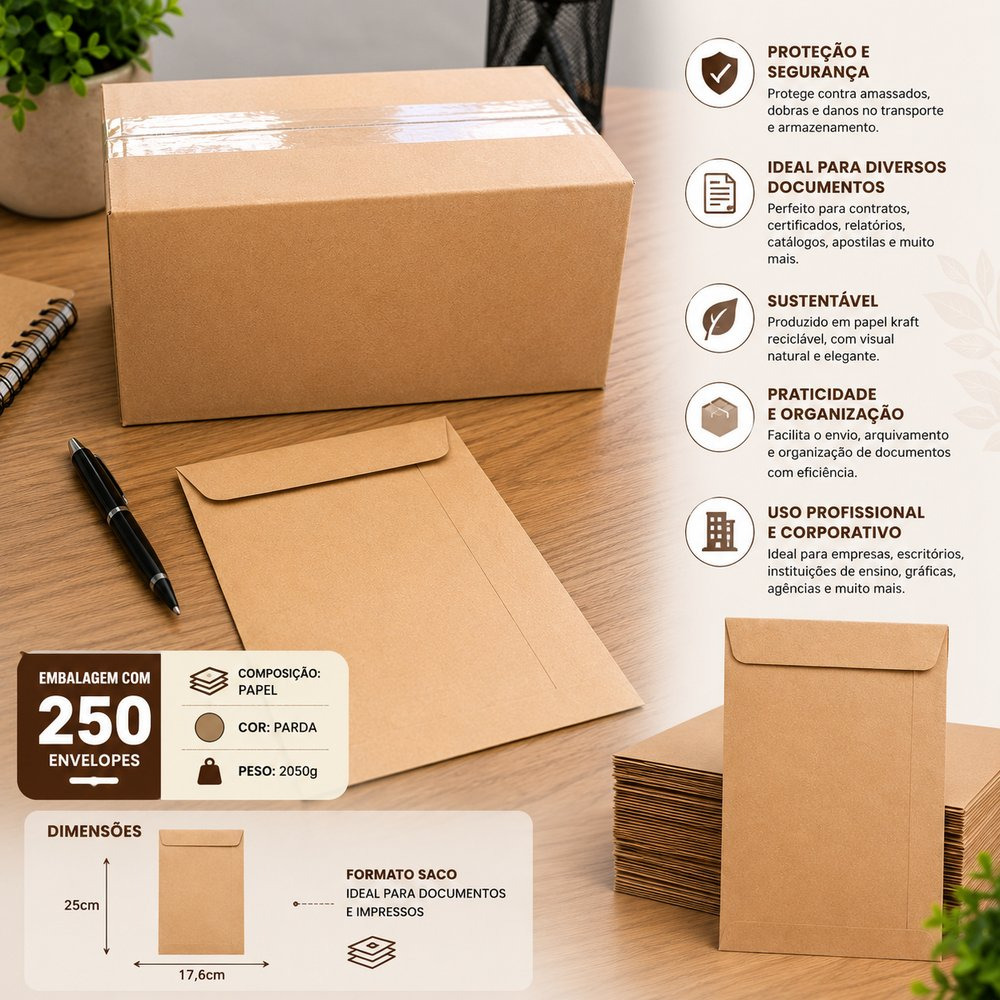 PROTEÇÃO E
SEGURANÇA
Protege contra amassados,
dobras e danos no transporte
e armazenamento.
IDEAL PARA DIVERSOS
DOCUMENTOS
Perfeito para contratos,
certificados, relatórios,
catálogos, apostilas e muito
mais.
SUSTENTÁVEL
Produzido em papel kraft
reciclável, com visual
natural e elegante.
PRATICIDADE
E ORGANIZAÇÃO
Facilita o envio, arquivamento
e organização de documentos
com eficiência.
USO PROFISSIONAL
E CORPORATIVO
Ideal para empresas, escritórios,
instituições de ensino, gráficas,
agências e muito mais.
EMBALAGEM COM
250
ENVELOPES
COMPOSIÇÃO:
PAPEL
COR: PARDA
PESO: 2050g
DIMENSÕES
25cm
17,6cm
FORMATO SACO
IDEAL PARA DOCUMENTOS
E IMPRESSOS